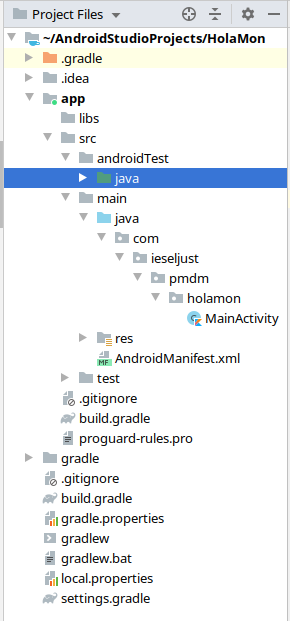 Project Files
~/AndroidStudioProjects/HolaMon
.gradle
.idea
app
libs
src
androidTest
java
main
java
com
ieseljust
pmdm
holamon
MainActivity
res
MF AndroidManifest.xml
test
.gitignore
build.gradle
proguard-rules.pro
gradle
.gitignore
build.gradle
gradle.properties
gradlew
gradlew.bat
local.properties
settings.gradle